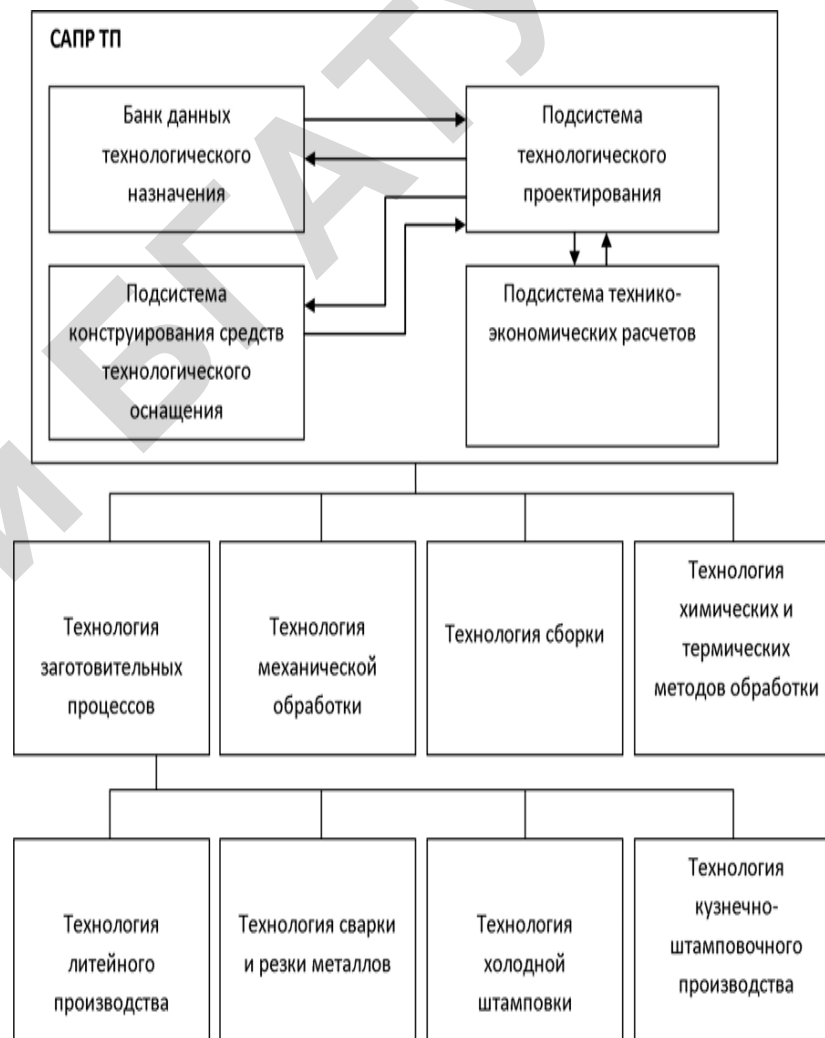 САПР ТП
Банк данных
технологического
назначения
Подсистема
технологического
проектирования
Подсистема
конструирования средств
технологического
оснащения
Подсистема технико-
экономических расчетов
Технология
заготовительных
процессов
Технология
механической
обработки
Технология сборки
Технология
химических и
термических
методов обработки
Технология
литейного
производства
Технология сварки
и резки металлов
Технология
холодной
штамповки
Технология
кузнечно-
штамповочного
производства
и БГАТУ